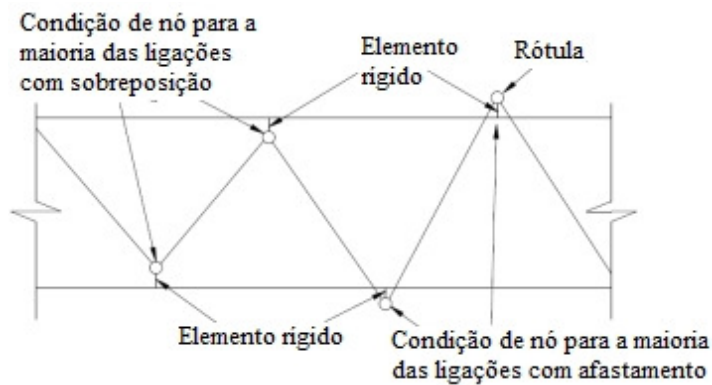 Condição de nó para a
maioria das ligações
com sobreposição
Elemento
rígido
Rótula
Elemento rígido
Condição de nó para a maioria
das ligações com afastamento